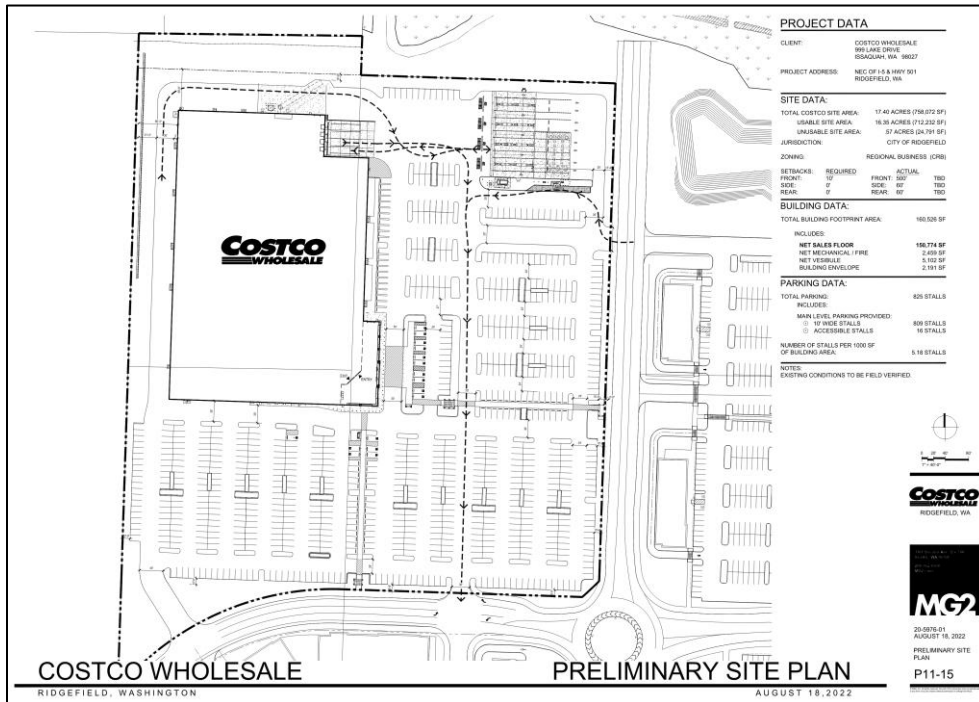 COSTCO
WHOLESALE
PROJECT DATA
CLIENT: COSTCO WHOLESALE
999 LAKE DRIVE
ISSAQUAH, WA 98027
PROJECT ADDRESS: NEC OF I-5 & HWY 501
RIDGEFIELD, WA
SITE DATA:
TOTAL COSTCO SITE AREA: 17.40 ACRES (758,072 SF)
USABLE SITE AREA: 16.35 ACRES (712,232 SF)
UNUSABLE SITE AREA: 57 ACRES (24,791 SF)
JURISDICTION: CITY OF RIDGEFIELD
ZONING: REGIONAL BUSINESS (CRB)
SETBACKS: REQUIRED ACTUAL
FRONT: 10' FRONT: 580' TBD
SIDE: 0' SIDE: 60' TBD
REAR: 0' REAR: 60' TBD
BUILDING DATA:
TOTAL BUILDING FOOTPRINT AREA: 160,526 SF
INCLUDES:
NET SALES FLOOR 150,774 SF
NET MECHANICAL / FIRE 2,459 SF
NET VESIBULE 5,102 SF
BUILDING ENVELOPE 2,191 SF
PARKING DATA:
TOTAL PARKING: 825 STALLS
INCLUDES:
MAIN LEVEL PARKING PROVIDED:
10' WIDE STALLS 809 STALLS
ACCESSIBLE STALLS 16 STALLS
NUMBER OF STALLS PER 1000 SF
OF BUILDING AREA: 5.18 STALLS
NOTES:
EXISTING CONDITIONS TO BE FIELD VERIFIED.
COSTCO
WHOLESALE
RIDGEFIELD, WA
MG2
20-5976-01
AUGUST 18, 2022
PRELIMINARY SITE
PLAN
P11-15
COSTCO WHOLESALE
RIDGEFIELD, WASHINGTON
PRELIMINARY SITE PLAN
AUGUST 18,2022